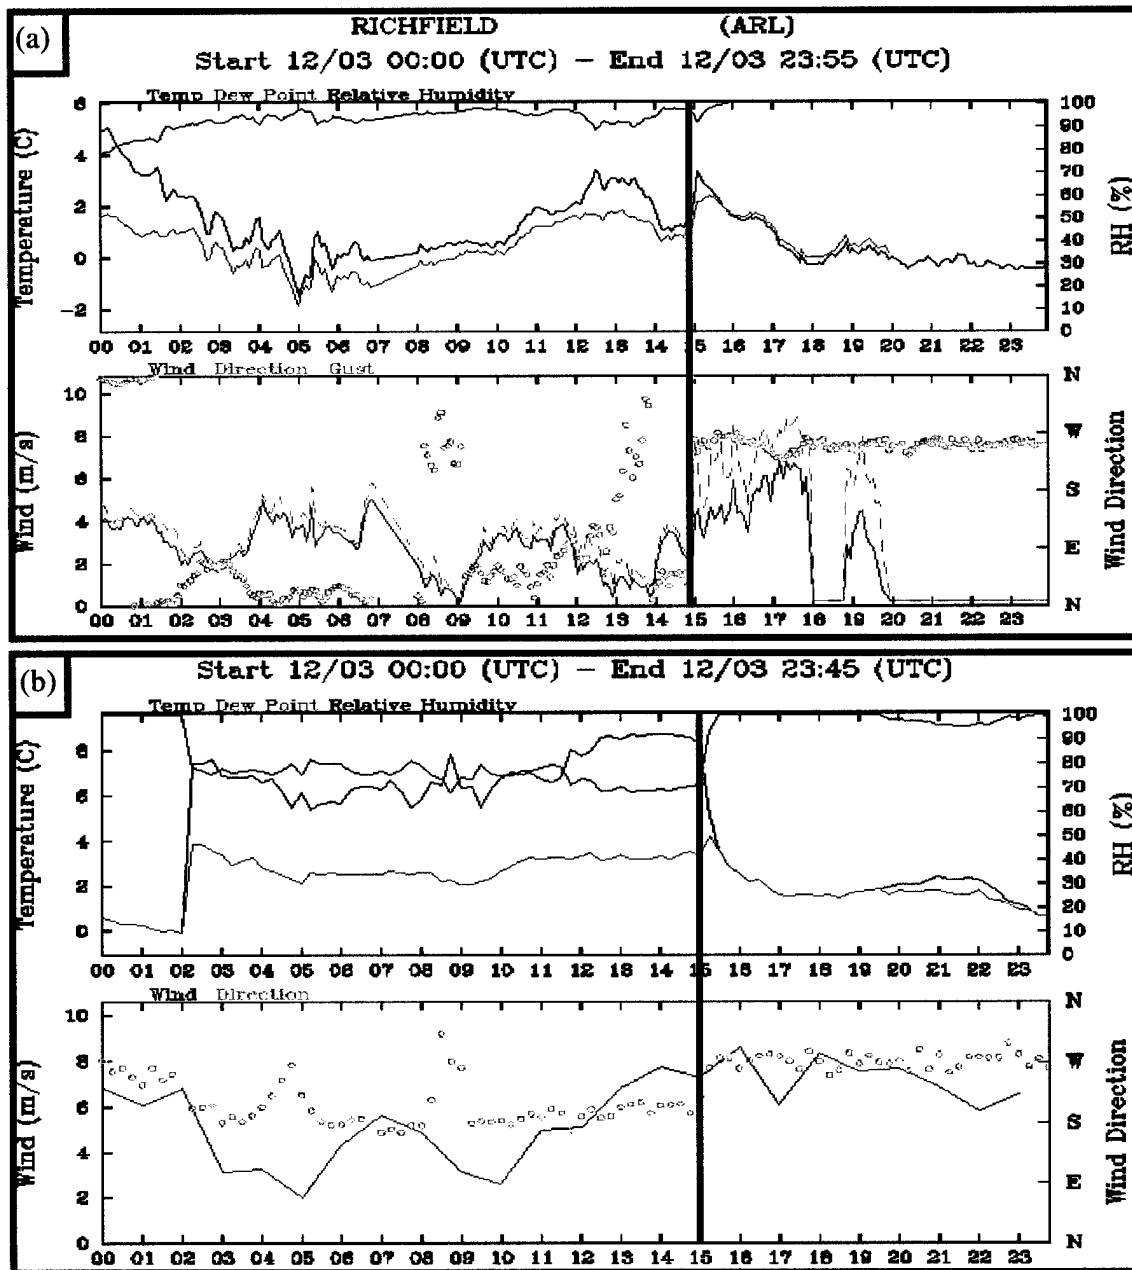 (a)
RICHFIELD (ARL)
Start 12/03 00:00 (UTC) – End 12/03 23:55 (UTC)
Temp Dew Point Relative Humidity
Temperature (C)
6
4
2
0
-2
100
90
80
70
60
50
40
30
20
10
0
RH (%)
00 01 02 03 04 05 06 07 08 09 10 11 12 13 14 15 16 17 18 19 20 21 22 23
Wind Direction Gust
Wind (m/s)
10
8
6
4
2
0
N
W
S
E
N
Wind Direction
00 01 02 03 04 05 06 07 08 09 10 11 12 13 14 15 16 17 18 19 20 21 22 23
(b)
Start 12/03 00:00 (UTC) – End 12/03 23:45 (UTC)
Temp Dew Point Relative Humidity
Temperature (C)
8
6
4
2
0
100
90
80
70
60
50
40
30
20
10
0
RH (%)
00 01 02 03 04 05 06 07 08 09 10 11 12 13 14 15 16 17 18 19 20 21 22 23
Wind Direction
Wind (m/s)
10
8
6
4
2
0
N
W
S
E
N
Wind Direction
00 01 02 03 04 05 06 07 08 09 10 11 12 13 14 15 16 17 18 19 20 21 22 23